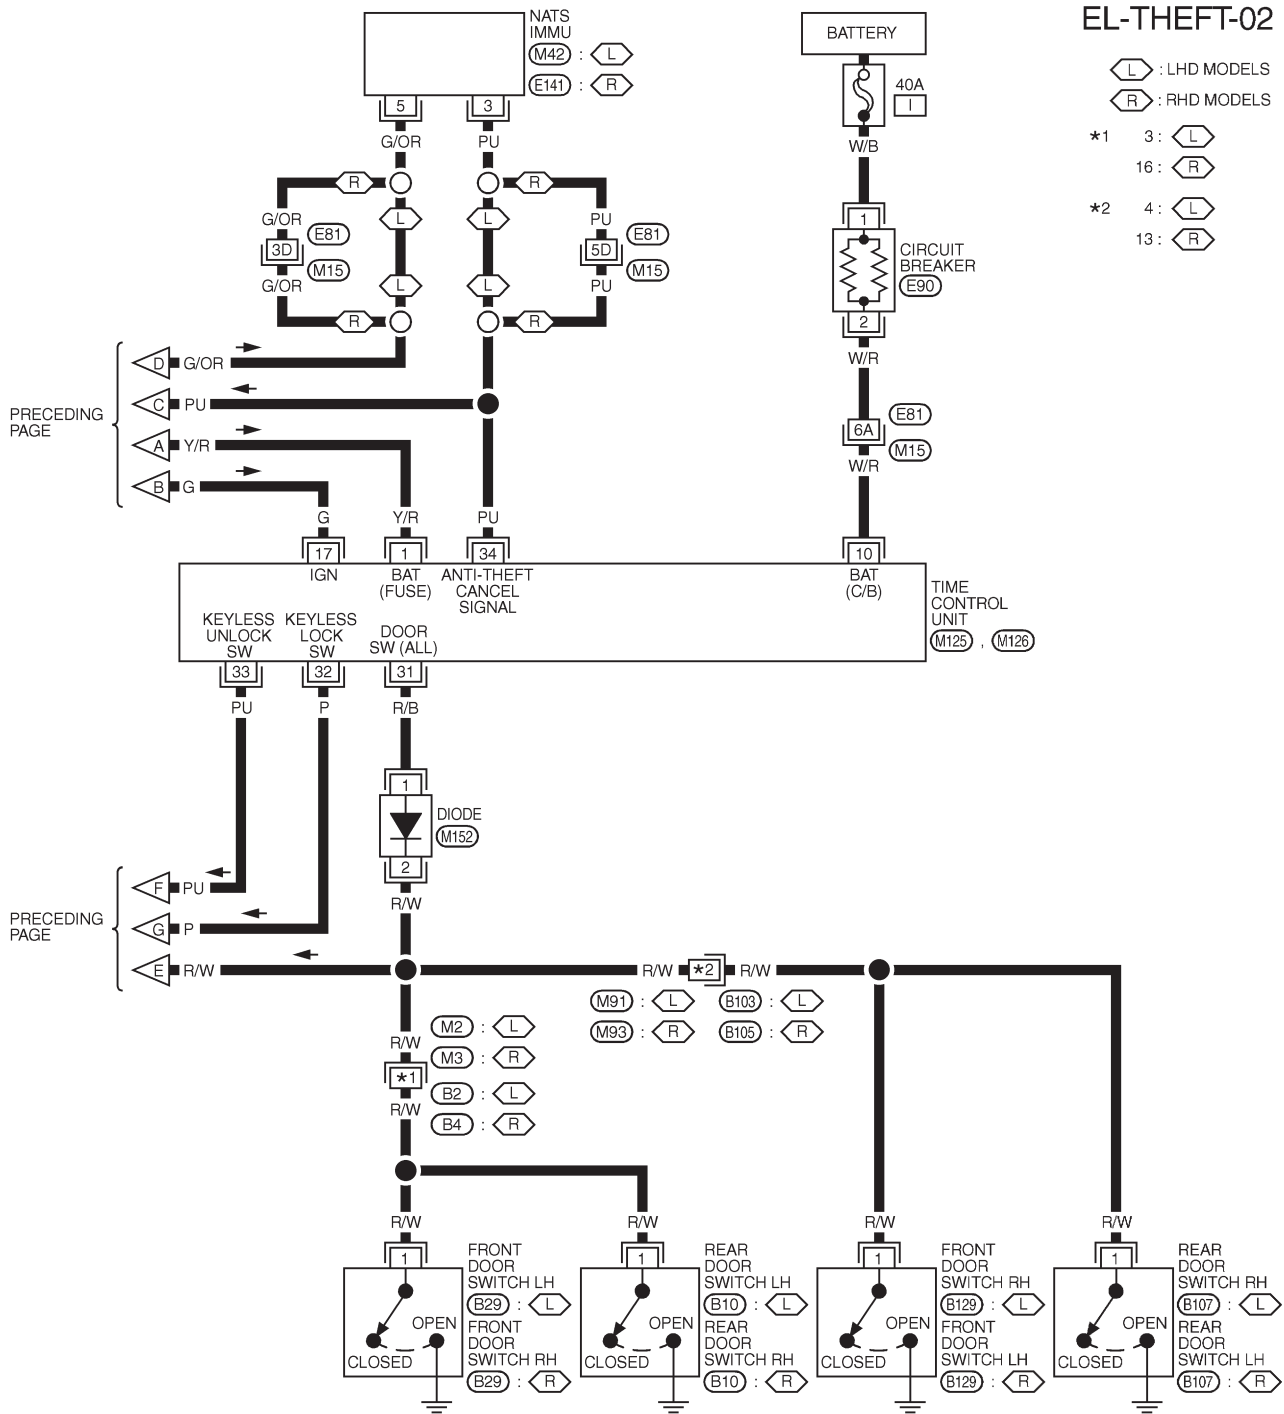 EL-THEFT-02
NATS
IMMU
M42 : L
E141 : R
BATTERY
L : LHD MODELS
R : RHD MODELS
*1 3 : L
16 : R
*2 4 : L
13 : R
40A
I
5
3
G/OR
PU
W/B
R
R
G/OR
L
L
PU
1
3D
E81
M15
5D
E81
M15
CIRCUIT
BREAKER
E90
G/OR
L
L
PU
R
R
2
W/R
PRECEDING
PAGE
D G/OR
C PU
A Y/R
B G
6A
E81
M15
W/R
G
Y/R
PU
17
1
34
10
IGN
BAT
(FUSE)
ANTI-THEFT
CANCEL
SIGNAL
BAT
(C/B)
TIME
CONTROL
UNIT
M125 , M126
KEYLESS
UNLOCK
SW
KEYLESS
LOCK
SW
DOOR
SW (ALL)
33
32
31
PU
P
R/B
1
DIODE
M152
2
R/W
PRECEDING
PAGE
F PU
G P
E R/W
R/W *2 R/W
M91 : L
B103 : L
M93 : R
B105 : R
M2 : L
R/W
M3 : R
*1
B2 : L
R/W
B4 : R
R/W
R/W
R/W
R/W
1
1
1
1
FRONT
DOOR
SWITCH LH
B29 : L
FRONT
DOOR
SWITCH RH
B29 : R
OPEN
CLOSED
REAR
DOOR
SWITCH LH
B10 : L
REAR
DOOR
SWITCH RH
B10 : R
OPEN
CLOSED
FRONT
DOOR
SWITCH RH
B129 : L
FRONT
DOOR
SWITCH LH
B129 : R
OPEN
CLOSED
REAR
DOOR
SWITCH RH
B107 : L
REAR
DOOR
SWITCH LH
B107 : R
OPEN
CLOSED